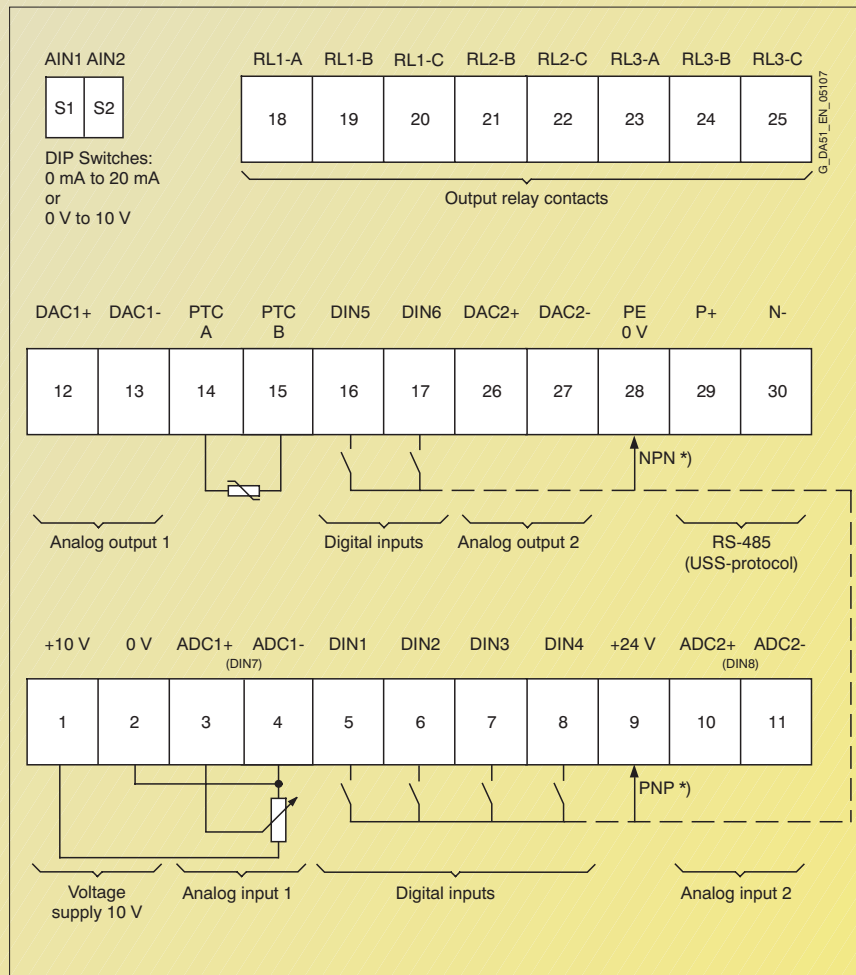 AIN1 AIN2
S1 S2
DIP Switches:
0 mA to 20 mA
or
0 V to 10 V
RL1-A RL1-B RL1-C RL2-B RL2-C RL3-A RL3-B RL3-C
18 19 20 21 22 23 24 25
Output relay contacts
G_DA51_EN_05107
DAC1+ DAC1- PTC A PTC B DIN5 DIN6 DAC2+ DAC2- PE 0 V P+ N-
12 13 14 15 16 17 26 27 28 29 30
NPN *)
Analog output 1
Digital inputs
Analog output 2
RS-485
(USS-protocol)
+10 V 0 V ADC1+ ADC1- DIN1 DIN2 DIN3 DIN4 +24 V ADC2+ ADC2-
(DIN7) (DIN8)
1 2 3 4 5 6 7 8 9 10 11
PNP *)
Voltage
supply 10 V
Analog input 1
Digital inputs
Analog input 2